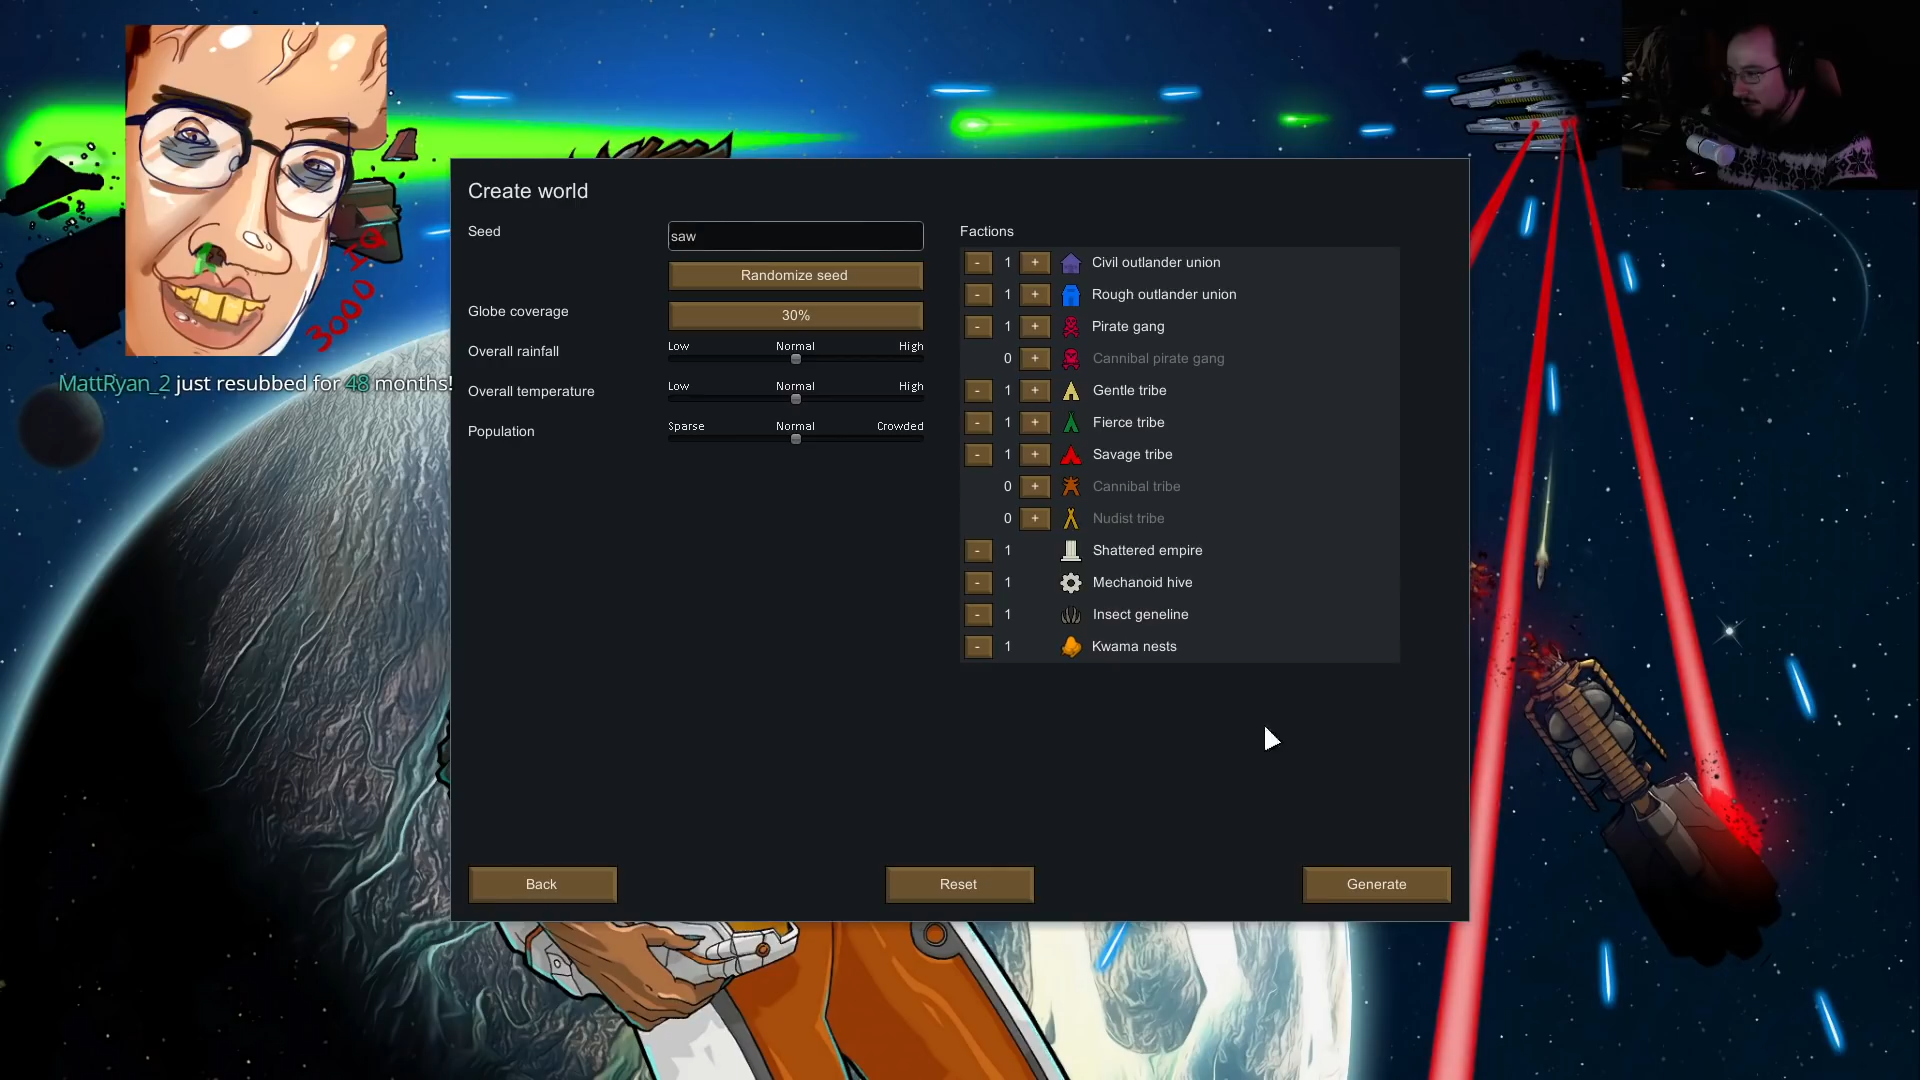 Create world
Seed
saw
Randomize seed
Globe coverage
30%
Overall rainfall
Low Normal High
Overall temperature
Low Normal High
Population
Sparse Normal Crowded
Factions
- 1 + Civil outlander union
- 1 + Rough outlander union
- 1 + Pirate gang
0 + Cannibal pirate gang
- 1 + Gentle tribe
- 1 + Fierce tribe
- 1 + Savage tribe
0 + Cannibal tribe
0 + Nudist tribe
- 1 Shattered empire
- 1 Mechanoid hive
- 1 Insect geneline
- 1 Kwama nests
Back
Reset
Generate
3000 IQ
MattRyan_2 just resubbed for 48 months!